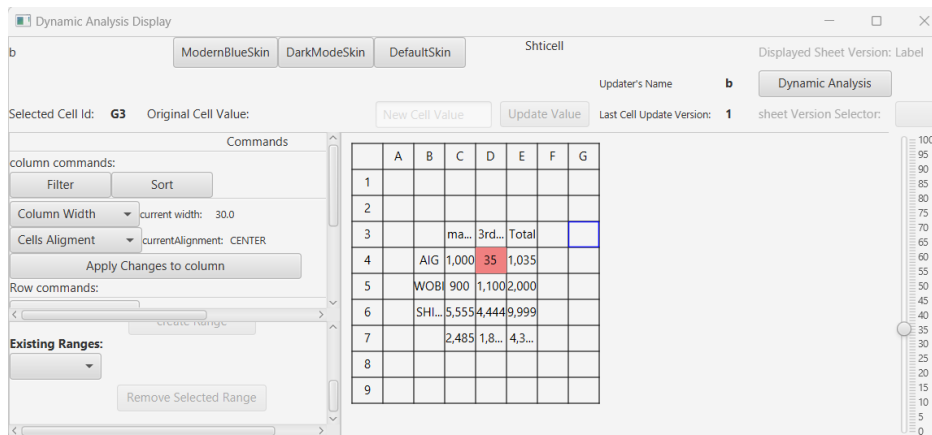 Dynamic Analysis Display
b ModernBlueSkin DarkModeSkin DefaultSkin Shticell Displayed Sheet Version: Label
Updater's Name b Dynamic Analysis
Selected Cell Id: G3 Original Cell Value: New Cell Value Update Value Last Cell Update Version: 1 sheet Version Selector:
Commands
column commands:
Filter Sort
Column Width current width: 30.0
Cells Aligment currentAlignment: CENTER
Apply Changes to column
Row commands:
Create Range
Existing Ranges:
Remove Selected Range
A B C D E F G
1
2
3 ma... 3rd... Total
4 AIG 1,000 35 1,035
5 WOBI 900 1,100 2,000
6 SHI... 5,555 4,444 9,999
7 2,485 1,8... 4,3...
8
9
100
95
90
85
80
75
70
65
60
55
50
45
40
35
30
25
20
15
10
5
0